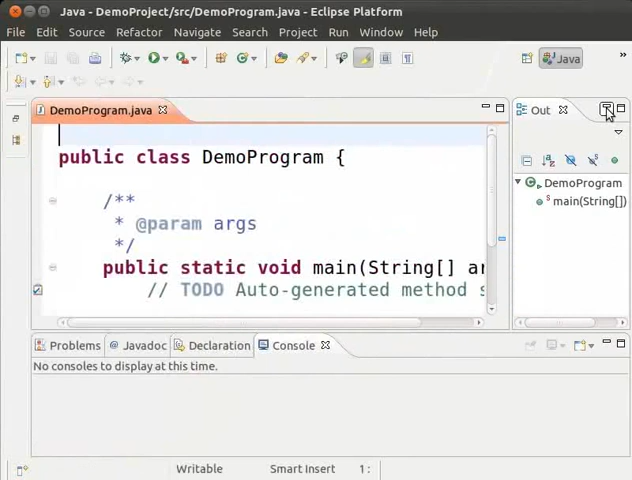 Java - DemoProject/src/DemoProgram.java - Eclipse Platform
File Edit Source Refactor Navigate Search Project Run Window Help
Java
DemoProgram.java
Out
public class DemoProgram {
/**
* @param args
*/
public static void main(String[] ar
// TODO Auto-generated method s
DemoProgram
main(String[])
Problems @ Javadoc Declaration Console
No consoles to display at this time.
Writable Smart Insert 1 :